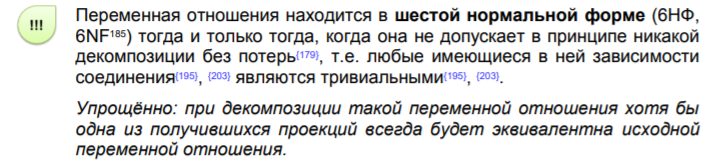 !!!
Переменная отношения находится в шестой нормальной форме (6НФ,
6NF185) тогда и только тогда, когда она не допускает в принципе никакой
декомпозиции без потерь{179}, т.е. любые имеющиеся в ней зависимости
соединения{195}, {203} являются тривиальными{195}, {203}.
Упрощённо: при декомпозиции такой переменной отношения хотя бы
одна из получившихся проекций всегда будет эквивалентна исходной
переменной отношения.